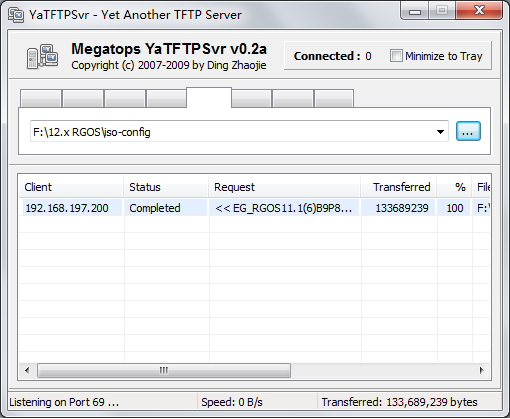 YaTFTPSvr - Yet Another TFTP Server
Megatops YaTFTPSvr v0.2a
Copyright (c) 2007-2009 by Ding Zhaojie
Connected : 0
Minimize to Tray
F:\12.x RGOS\iso-config
...
Client Status Request Transferred % File
192.168.197.200 Completed << EG_RGOS11.1(6)B9P8... 133689239 100 F:\
Listening on Port 69 ... Speed: 0 B/s Transferred: 133,689,239 bytes